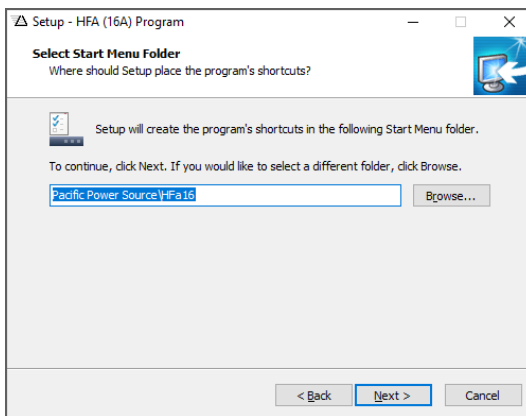 Setup - HFA (16A) Program
Select Start Menu Folder
Where should Setup place the program's shortcuts?
Setup will create the program's shortcuts in the following Start Menu folder.
To continue, click Next. If you would like to select a different folder, click Browse.
Pacific Power Source\HFa16
Browse...
< Back
Next >
Cancel